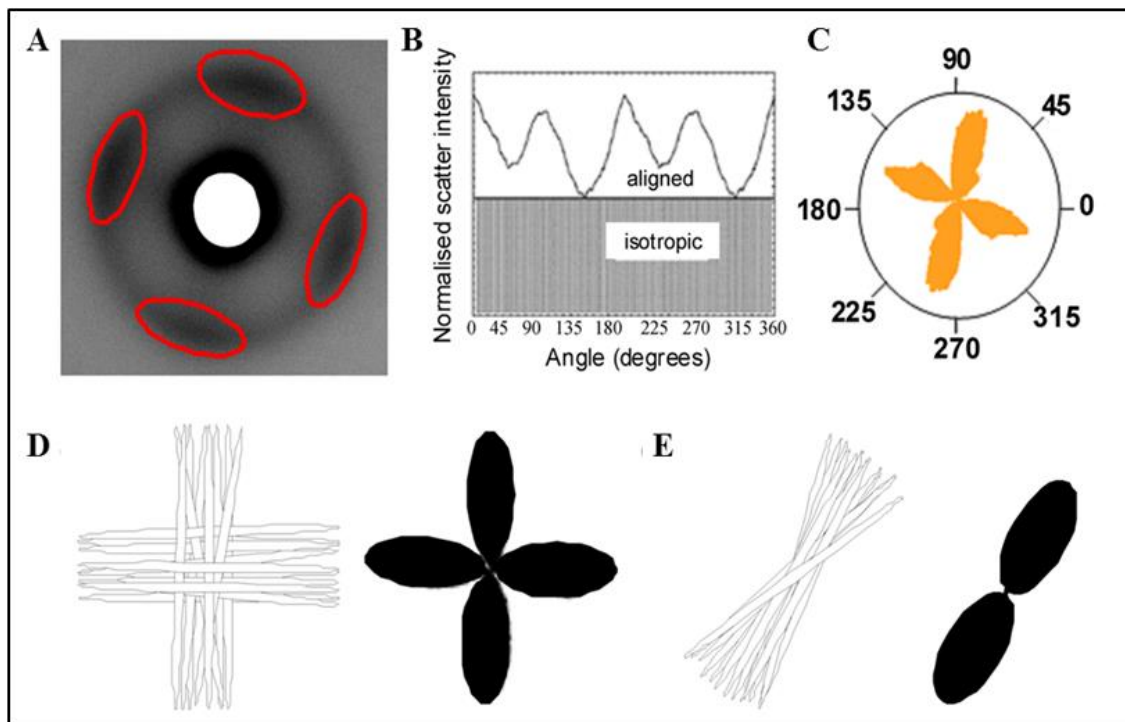 A
B
Normalised scatter intensity
aligned
isotropic
0 45 90 135 180 225 270 315 360
Angle (degrees)
C
90
135
45
180
0
225
315
270
D
E